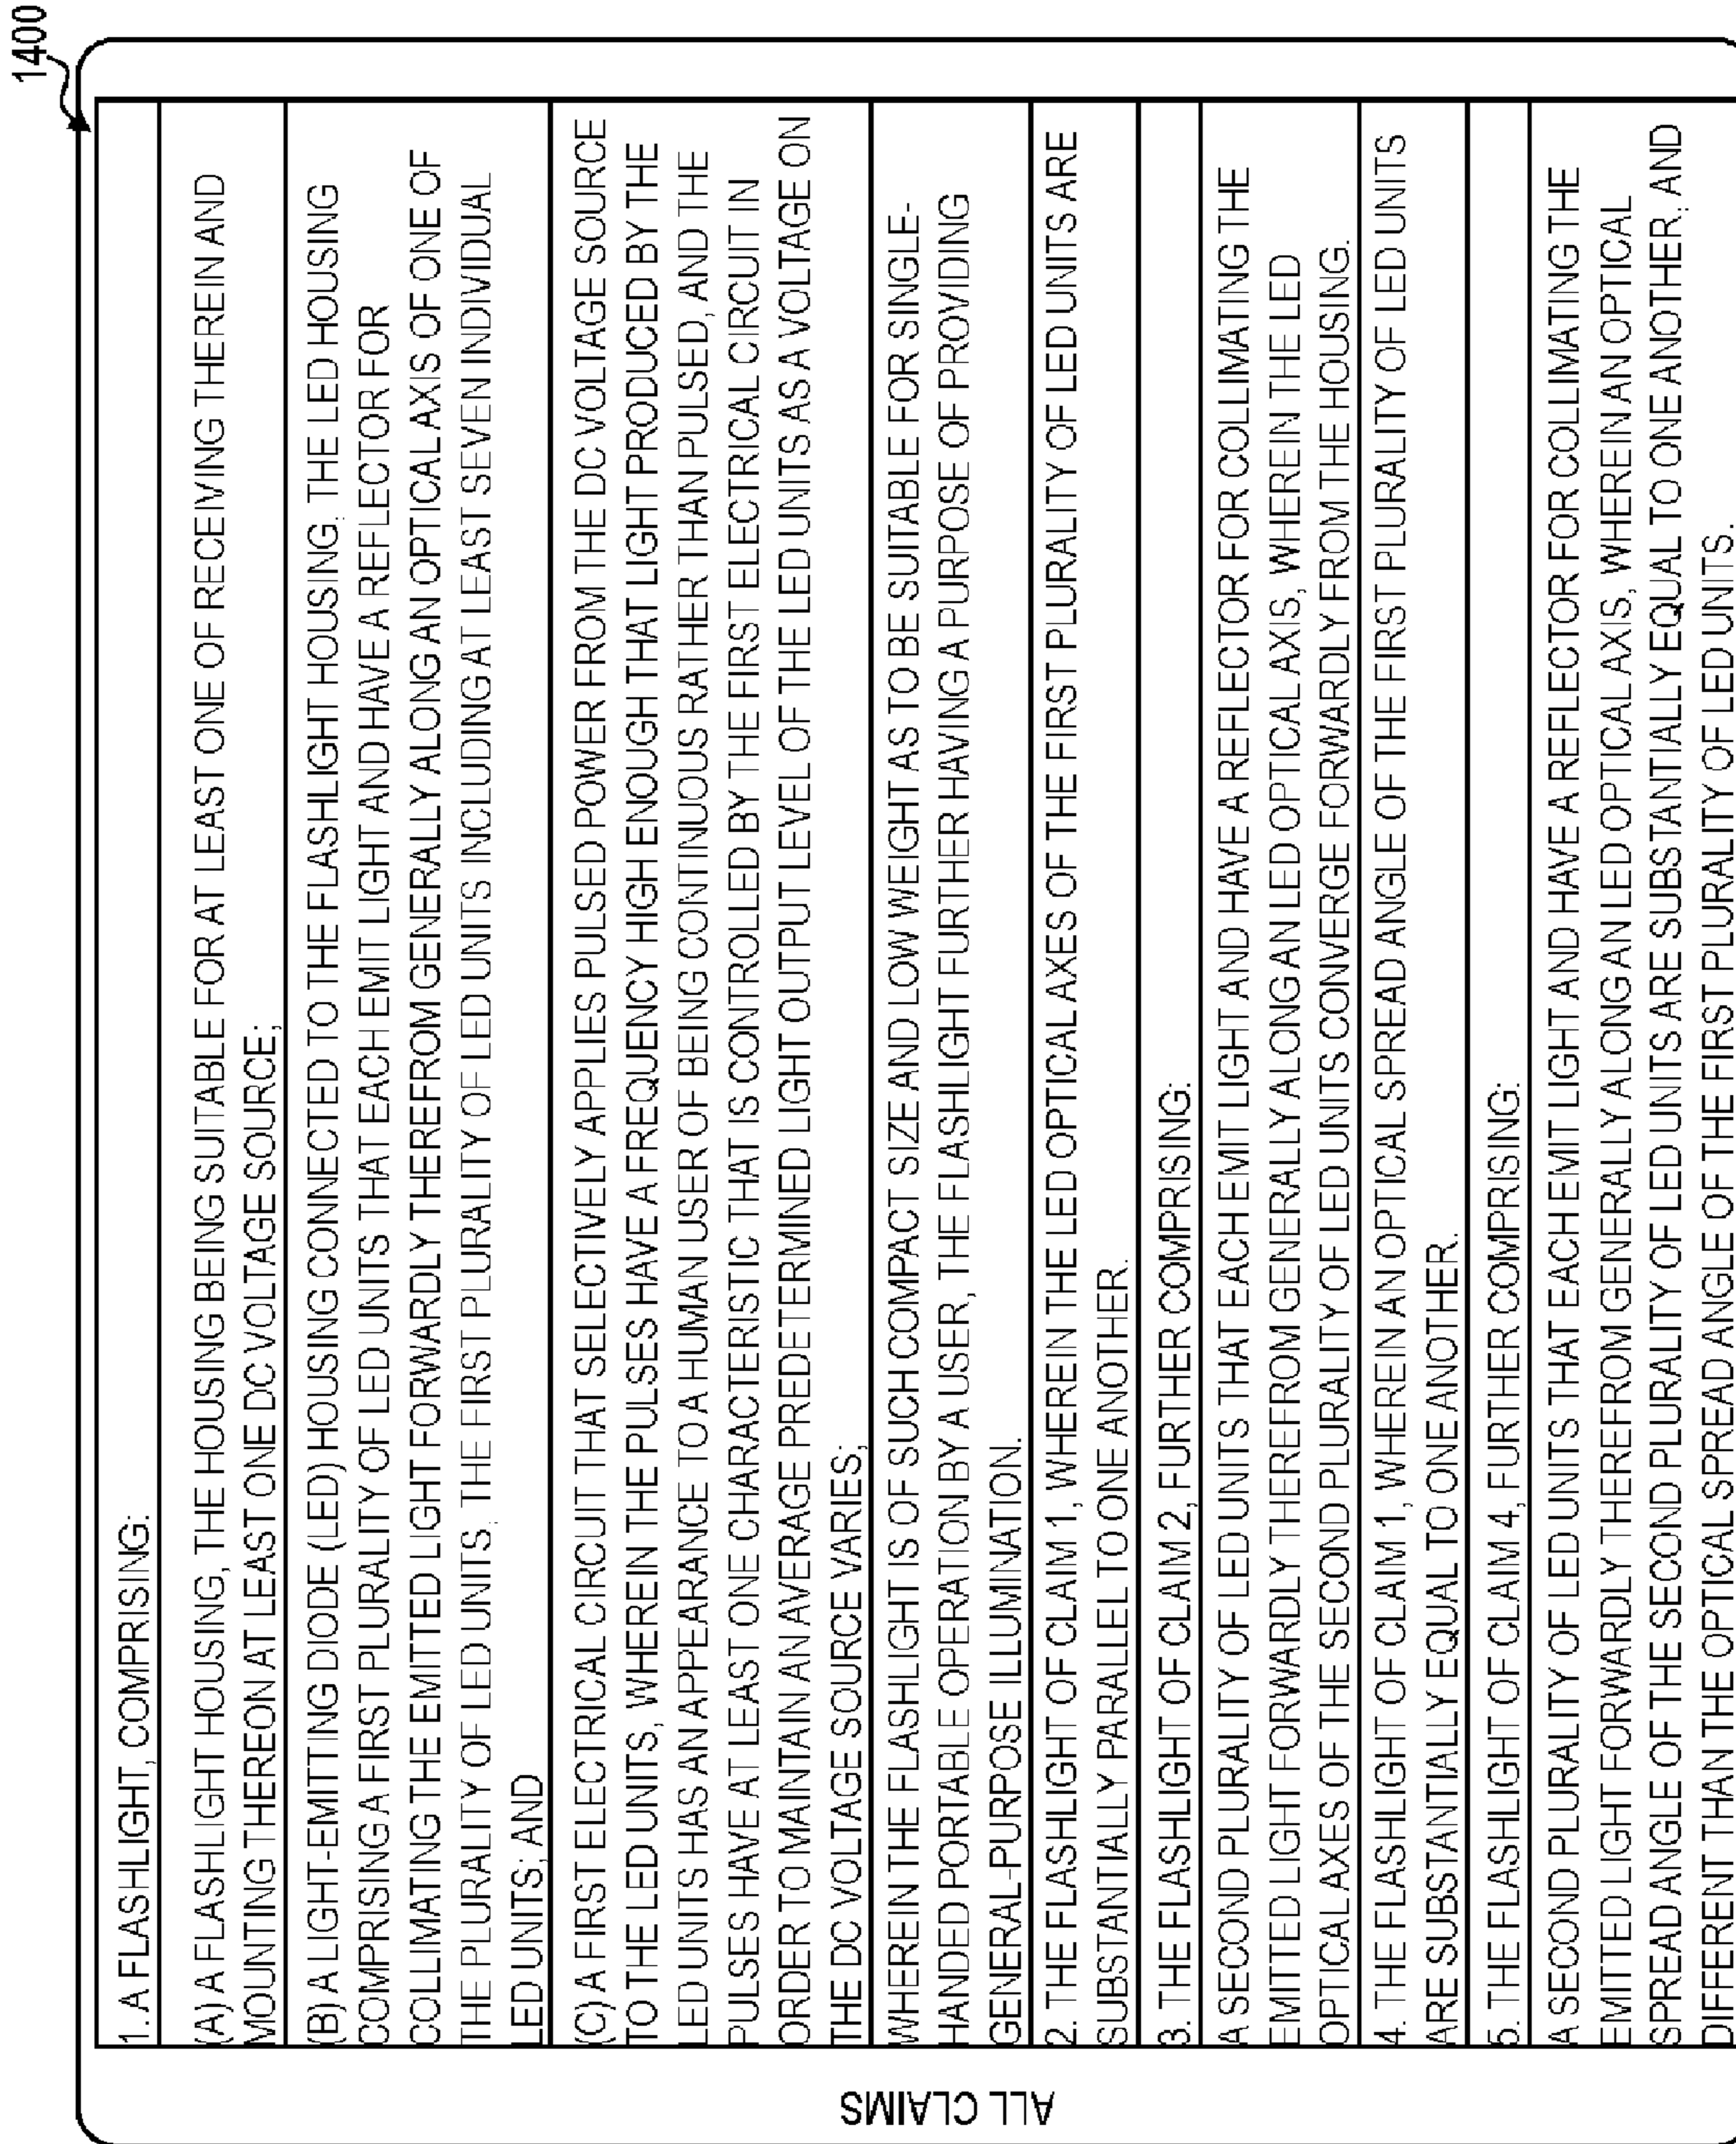 1400
ALL CLAIMS
1. A FLASHLIGHT, COMPRISING:
(A) A FLASHLIGHT HOUSING, THE HOUSING BEING SUITABLE FOR AT LEAST ONE OF RECEIVING THEREIN AND
MOUNTING THEREON AT LEAST ONE DC VOLTAGE SOURCE;
(B) A LIGHT-EMITTING DIODE (LED) HOUSING CONNECTED TO THE FLASHLIGHT HOUSING, THE LED HOUSING
COMPRISING A FIRST PLURALITY OF LED UNITS THAT EACH EMIT LIGHT AND HAVE A REFLECTOR FOR
COLLIMATING THE EMITTED LIGHT FORWARDLY THEREFROM GENERALLY ALONG AN OPTICAL AXIS OF ONE OF
THE PLURALITY OF LED UNITS, THE FIRST PLURALITY OF LED UNITS INCLUDING AT LEAST SEVEN INDIVIDUAL
LED UNITS; AND
(C) A FIRST ELECTRICAL CIRCUIT THAT SELECTIVELY APPLIES PULSED POWER FROM THE DC VOLTAGE SOURCE
TO THE LED UNITS, WHEREIN THE PULSES HAVE A FREQUENCY HIGH ENOUGH THAT LIGHT PRODUCED BY THE
LED UNITS HAS AN APPEARANCE TO A HUMAN USER OF BEING CONTINUOUS RATHER THAN PULSED, AND THE
PULSES HAVE AT LEAST ONE CHARACTERISTIC THAT IS CONTROLLED BY THE FIRST ELECTRICAL CIRCUIT IN
ORDER TO MAINTAIN AN AVERAGE PREDETERMINED LIGHT OUTPUT LEVEL OF THE LED UNITS AS A VOLTAGE ON
THE DC VOLTAGE SOURCE VARIES;
WHEREIN THE FLASHLIGHT IS OF SUCH COMPACT SIZE AND LOW WEIGHT AS TO BE SUITABLE FOR SINGLE-
HANDED PORTABLE OPERATION BY A USER, THE FLASHLIGHT FURTHER HAVING A PURPOSE OF PROVIDING
GENERAL-PURPOSE ILLUMINATION.
2. THE FLASHLIGHT OF CLAIM 1, WHEREIN THE LED OPTICAL AXES OF THE FIRST PLURALITY OF LED UNITS ARE
SUBSTANTIALLY PARALLEL TO ONE ANOTHER.
3. THE FLASHLIGHT OF CLAIM 2, FURTHER COMPRISING:
A SECOND PLURALITY OF LED UNITS THAT EACH EMIT LIGHT AND HAVE A REFLECTOR FOR COLLIMATING THE
EMITTED LIGHT FORWARDLY THEREFROM GENERALLY ALONG AN LED OPTICAL AXIS, WHEREIN THE LED
OPTICAL AXES OF THE SECOND PLURALITY OF LED UNITS CONVERGE FORWARDLY FROM THE HOUSING.
4. THE FLASHLIGHT OF CLAIM 1, WHEREIN AN OPTICAL SPREAD ANGLE OF THE FIRST PLURALITY OF LED UNITS
ARE SUBSTANTIALLY EQUAL TO ONE ANOTHER.
5. THE FLASHLIGHT OF CLAIM 4, FURTHER COMPRISING:
A SECOND PLURALITY OF LED UNITS THAT EACH EMIT LIGHT AND HAVE A REFLECTOR FOR COLLIMATING THE
EMITTED LIGHT FORWARDLY THEREFROM GENERALLY ALONG AN LED OPTICAL AXIS, WHEREIN AN OPTICAL
SPREAD ANGLE OF THE SECOND PLURALITY OF LED UNITS ARE SUBSTANTIALLY EQUAL TO ONE ANOTHER, AND
DIFFERENT THAN THE OPTICAL SPREAD ANGLE OF THE FIRST PLURALITY OF LED UNITS.